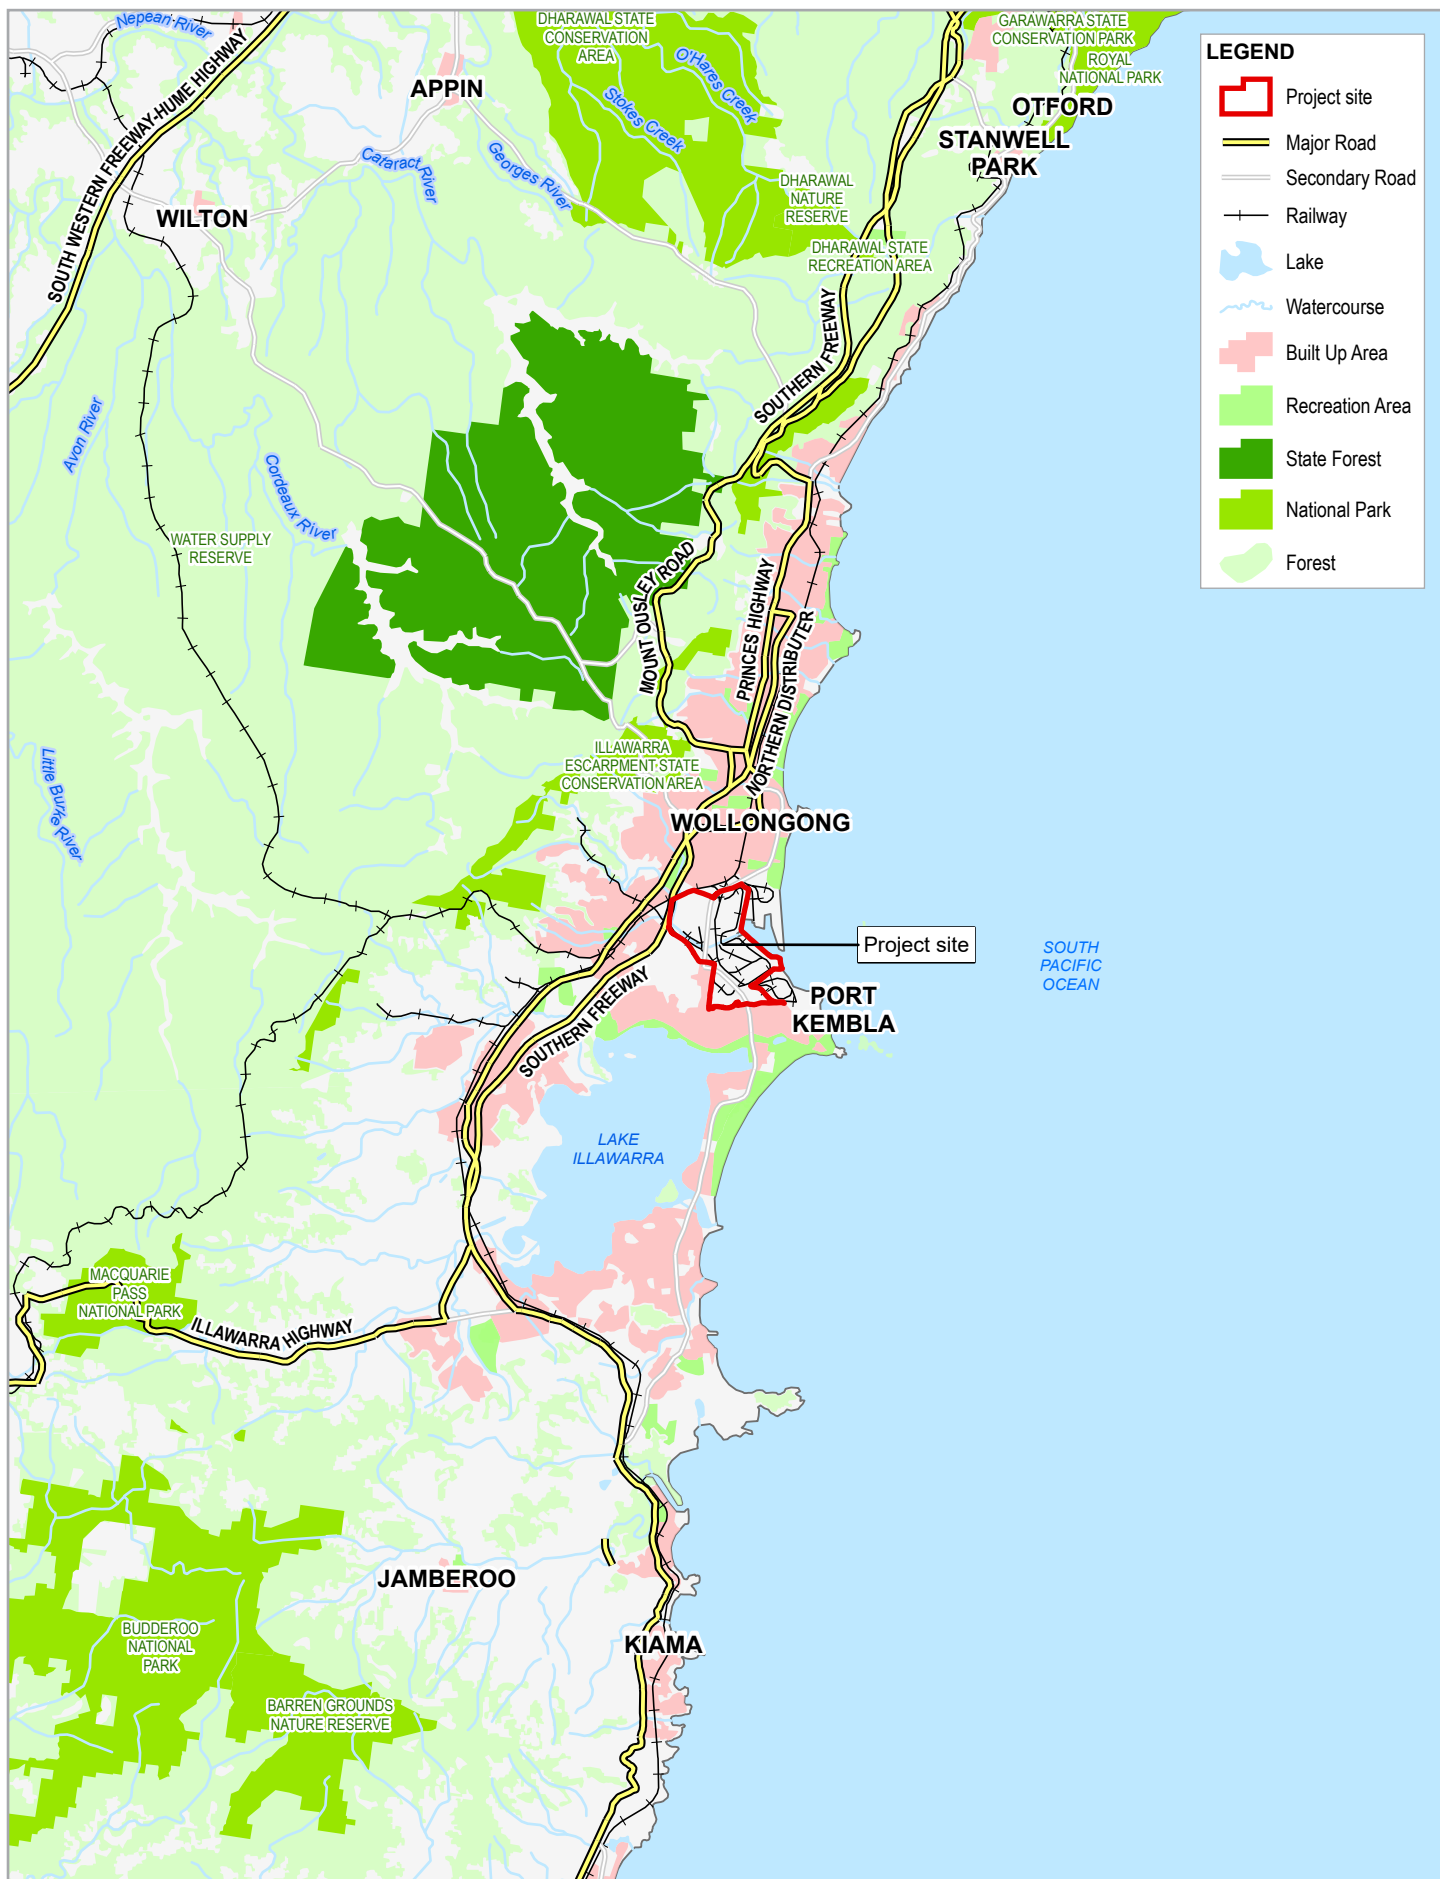 Nepean River
DHARAWAL STATE
CONSERVATION
AREA
GARAWARRA STATE
CONSERVATION PARK
ROYAL
NATIONAL PARK
SOUTH WESTERN FREEWAY-HUME HIGHWAY
APPIN
O'Hares Creek
Stokes Creek
OTFORD
STANWELL
PARK
Cataract River
Georges River
DHARAWAL
NATURE
RESERVE
WILTON
DHARAWAL STATE
RECREATION AREA
SOUTHERN FREEWAY
Avon River
Cordeaux River
WATER SUPPLY
RESERVE
MOUNT OUSLEY ROAD
PRINCES HIGHWAY
NORTHERN DISTRIBUTER
Little Burke River
ILLAWARRA
ESCARPMENT STATE
CONSERVATION AREA
WOLLONGONG
Project site
SOUTH
PACIFIC
OCEAN
PORT
KEMBLA
SOUTHERN FREEWAY
LAKE
ILLAWARRA
MACQUARIE
PASS
NATIONAL PARK
ILLAWARRA HIGHWAY
JAMBEROO
BUDDEROO
NATIONAL
PARK
KIAMA
BARREN GROUNDS
NATURE RESERVE
LEGEND
Project site
Major Road
Secondary Road
Railway
Lake
Watercourse
Built Up Area
Recreation Area
State Forest
National Park
Forest